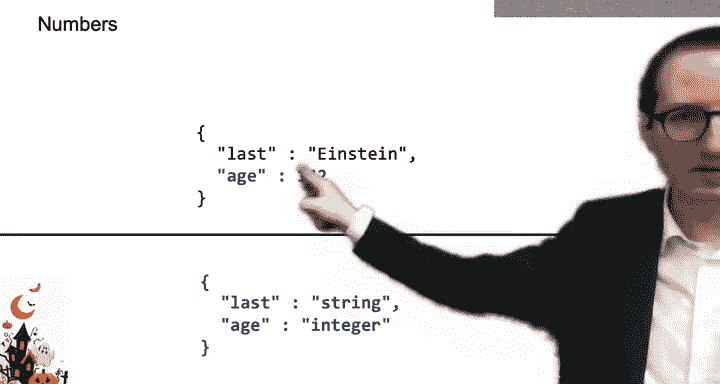 Numbers
{
"last" : "Einstein",
"age" :
}
{
"last" : "string",
"age" : "integer"
}